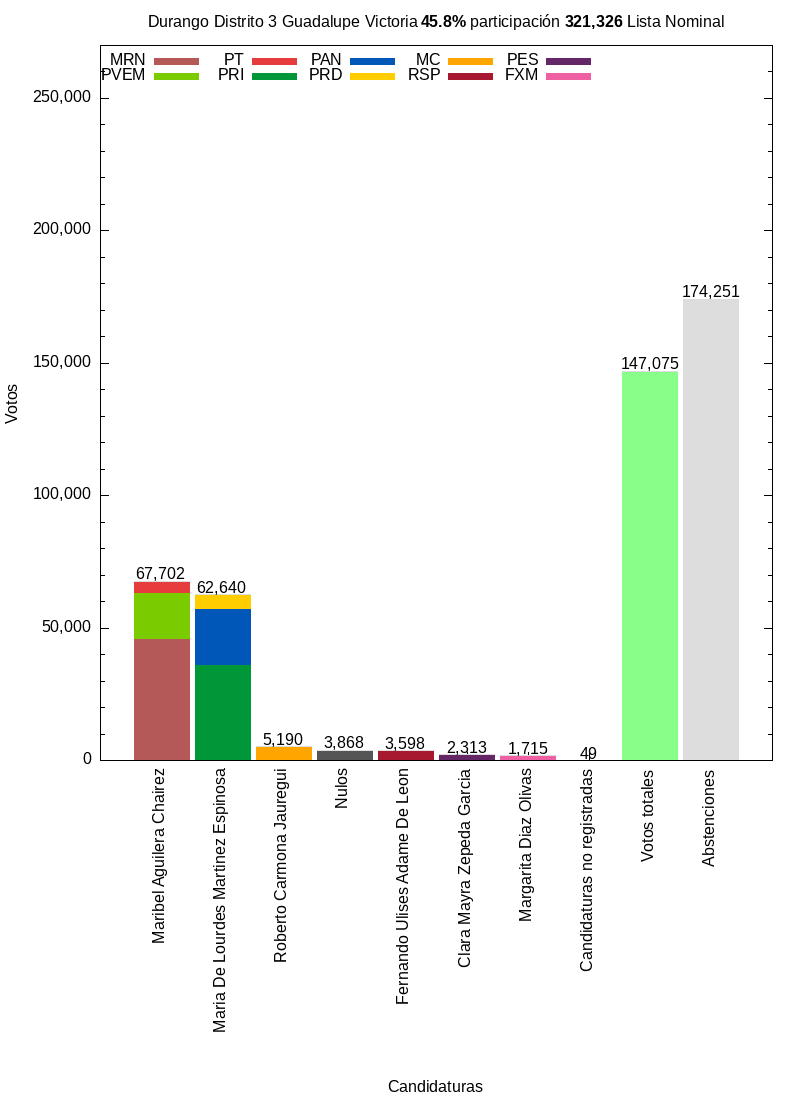 Durango Distrito 3 Guadalupe Victoria 45.8% participación 321,326 Lista Nominal
MRN PT PAN MC PES
PVEM PRI PRD RSP FXM
250,000
200,000
150,000
100,000
50,000
0
Votos
67,702
62,640
5,190
3,868
3,598
2,313
1,715
49
147,075
174,251
Maribel Aguilera Chairez
Maria De Lourdes Martinez Espinosa
Roberto Carmona Jauregui
Nulos
Fernando Ulises Adame De Leon
Clara Mayra Zepeda Garcia
Margarita Diaz Olivas
Candidaturas no registradas
Votos totales
Abstenciones
Candidaturas